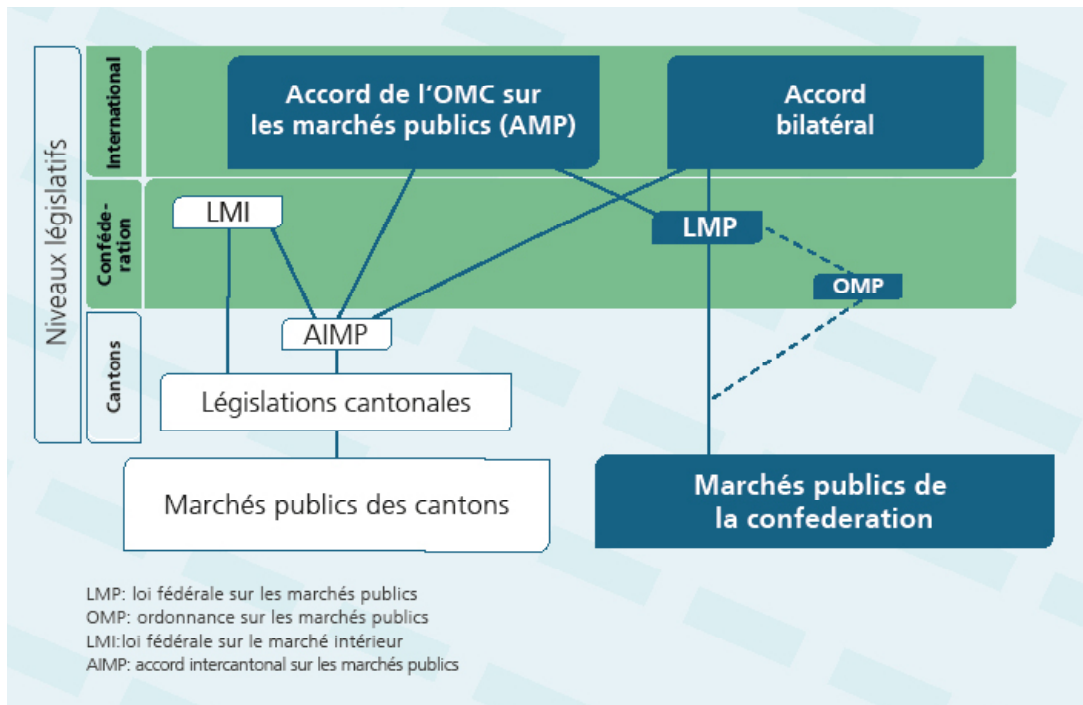 Niveaux législatifs
International
Accord de l'OMC sur
les marchés publics (AMP)
Accord
bilatéral
Conféde-
ration
LMI
LMP
OMP
Cantons
AIMP
Législations cantonales
Marchés publics des cantons
Marchés publics de
la confederation
LMP: loi fédérale sur les marchés publics
OMP: ordonnance sur les marchés publics
LMI:loi fédérale sur le marché intérieur
AIMP: accord intercantonal sur les marchés publics